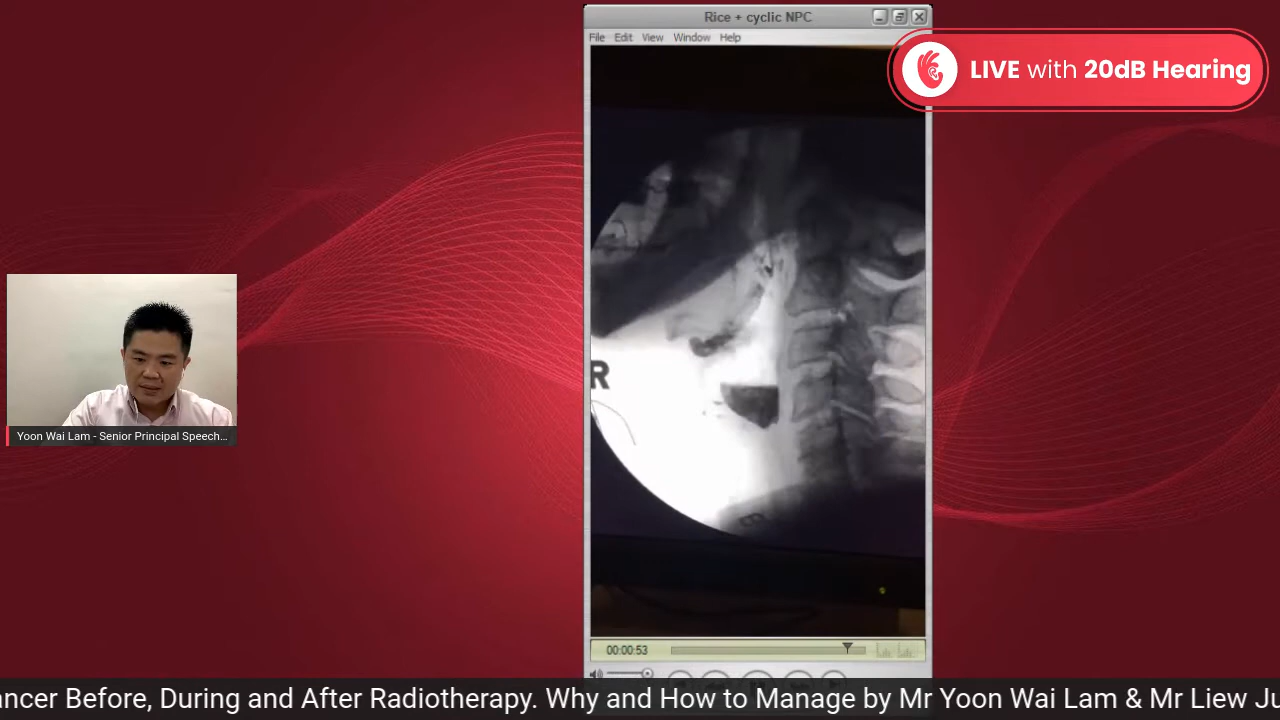 Rice + cyclic NPC
File Edit View Window Help
LIVE with 20dB Hearing
R
Yoon Wai Lam - Senior Principal Speech...
00:00:53
ancer Before, During and After Radiotherapy. Why and How to Manage by Mr Yoon Wai Lam & Mr Liew Ju